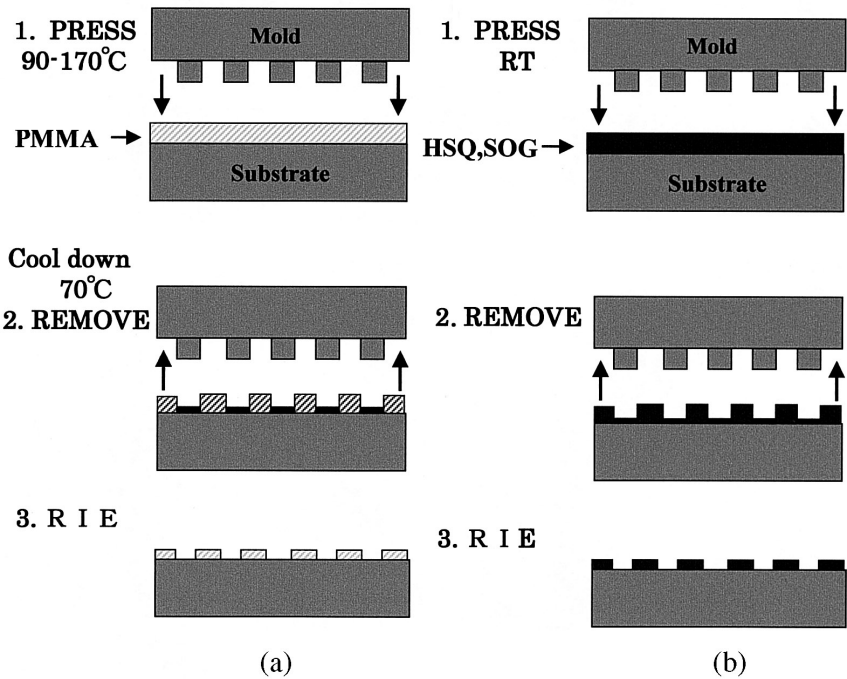 1. PRESS
90-170℃
Mold
PMMA
Substrate
Cool down
70℃
2. REMOVE
3. R I E
(a)
1. PRESS
RT
Mold
HSQ,SOG
Substrate
2. REMOVE
3. R I E
(b)